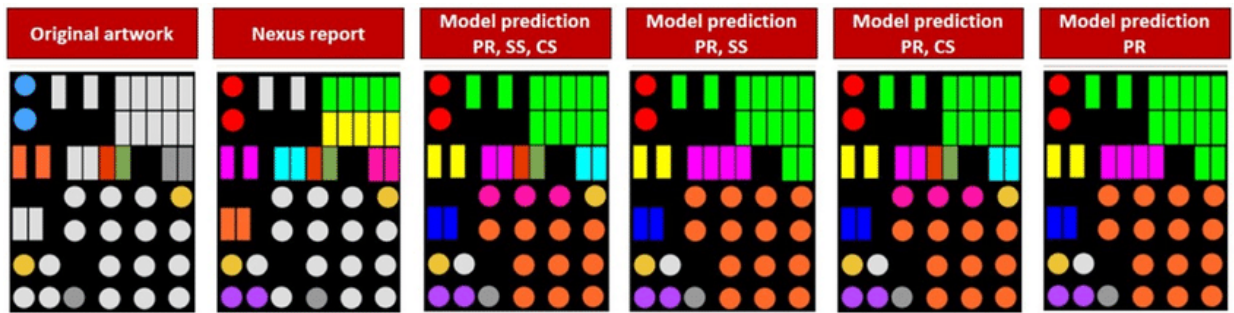 Original artwork
Nexus report
Model prediction
PR, SS, CS
Model prediction
PR, SS
Model prediction
PR, CS
Model prediction
PR